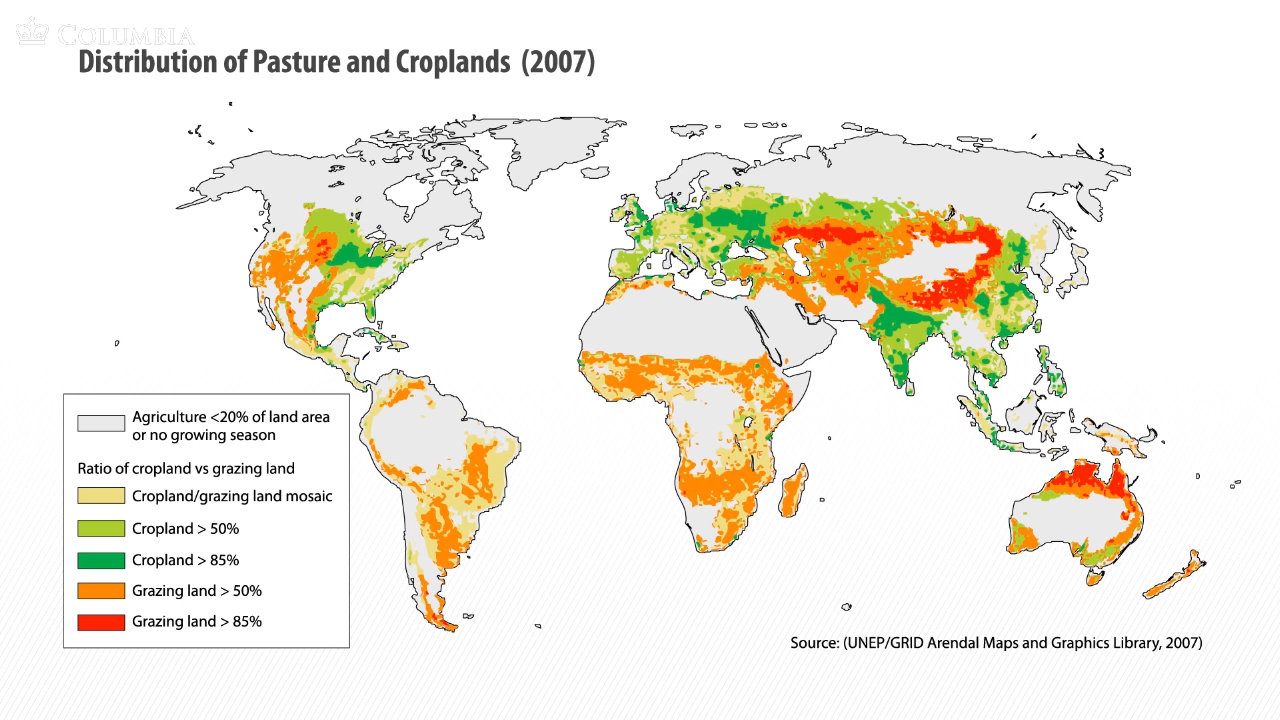 COLUMBIA
Distribution of Pasture and Croplands (2007)
Agriculture <20% of land area
or no growing season
Ratio of cropland vs grazing land
Cropland/grazing land mosaic
Cropland > 50%
Cropland > 85%
Grazing land > 50%
Grazing land > 85%
Source: (UNEP/GRID Arendal Maps and Graphics Library, 2007)